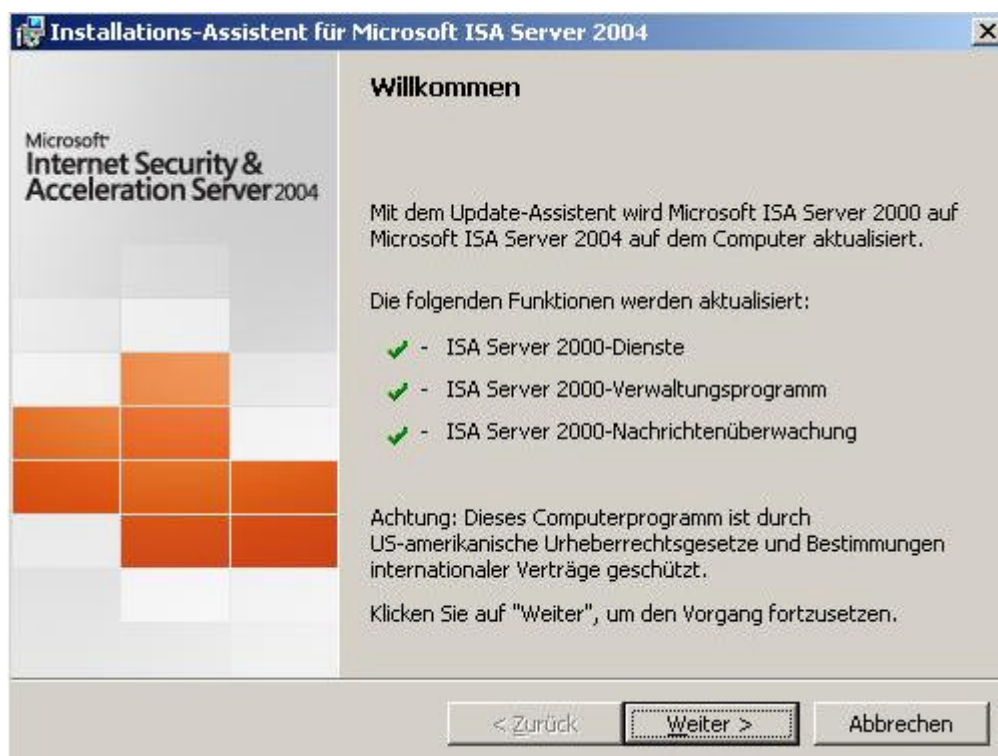 Installations-Assistent für Microsoft ISA Server 2004
Microsoft
Internet Security &
Acceleration Server 2004
Willkommen
Mit dem Update-Assistent wird Microsoft ISA Server 2000 auf
Microsoft ISA Server 2004 auf dem Computer aktualisiert.
Die folgenden Funktionen werden aktualisiert:
- ISA Server 2000-Dienste
- ISA Server 2000-Verwaltungsprogramm
- ISA Server 2000-Nachrichtenüberwachung
Achtung: Dieses Computerprogramm ist durch
US-amerikanische Urheberrechtsgesetze und Bestimmungen
internationaler Verträge geschützt.
Klicken Sie auf "Weiter", um den Vorgang fortzusetzen.
< Zurück
Weiter >
Abbrechen